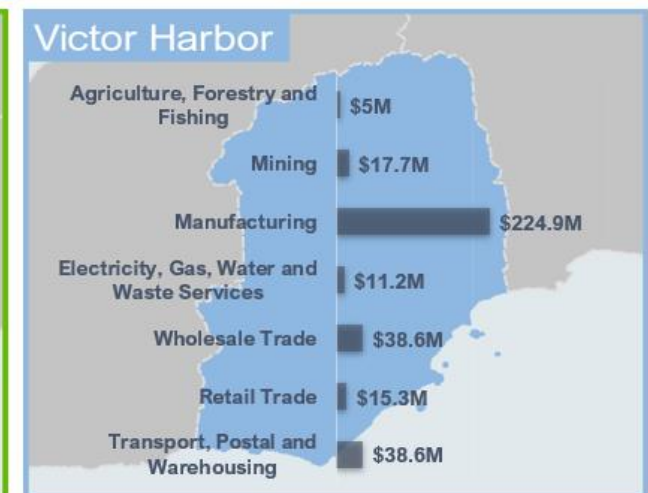 Victor Harbor
Agriculture, Forestry and
Fishing
$5M
Mining
$17.7M
Manufacturing
$224.9M
Electricity, Gas, Water and
Waste Services
$11.2M
Wholesale Trade
$38.6M
Retail Trade
$15.3M
Transport, Postal and
Warehousing
$38.6M